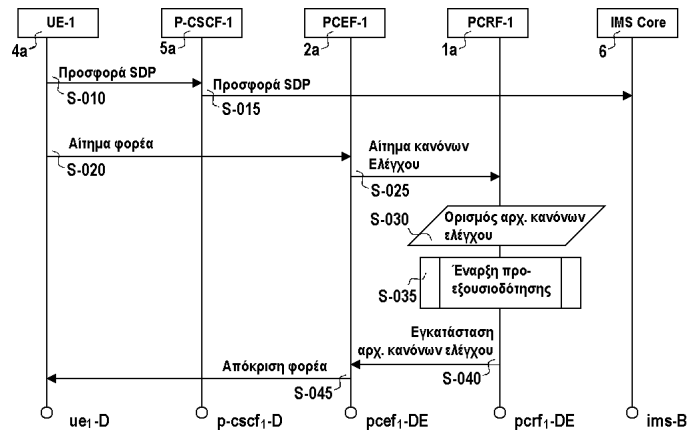 UE-1
P-CSCF-1
PCEF-1
PCRF-1
IMS Core
4a
5a
2a
1a
6
Προσφορά SDP
S-010
Προσφορά SDP
S-015
Αίτημα φορέα
S-020
Αίτημα κανόνων
Ελέγχου
S-025
S-030
Ορισμός αρχ. κανόνων
ελέγχου
S-035
Έναρξη προ-
εξουσιοδότησης
Εγκατάσταση
αρχ. κανόνων ελέγχου
S-040
Απόκριση φορέα
S-045
ue1-D
p-cscf1-D
pcef1-DE
pcrf1-DE
ims-B